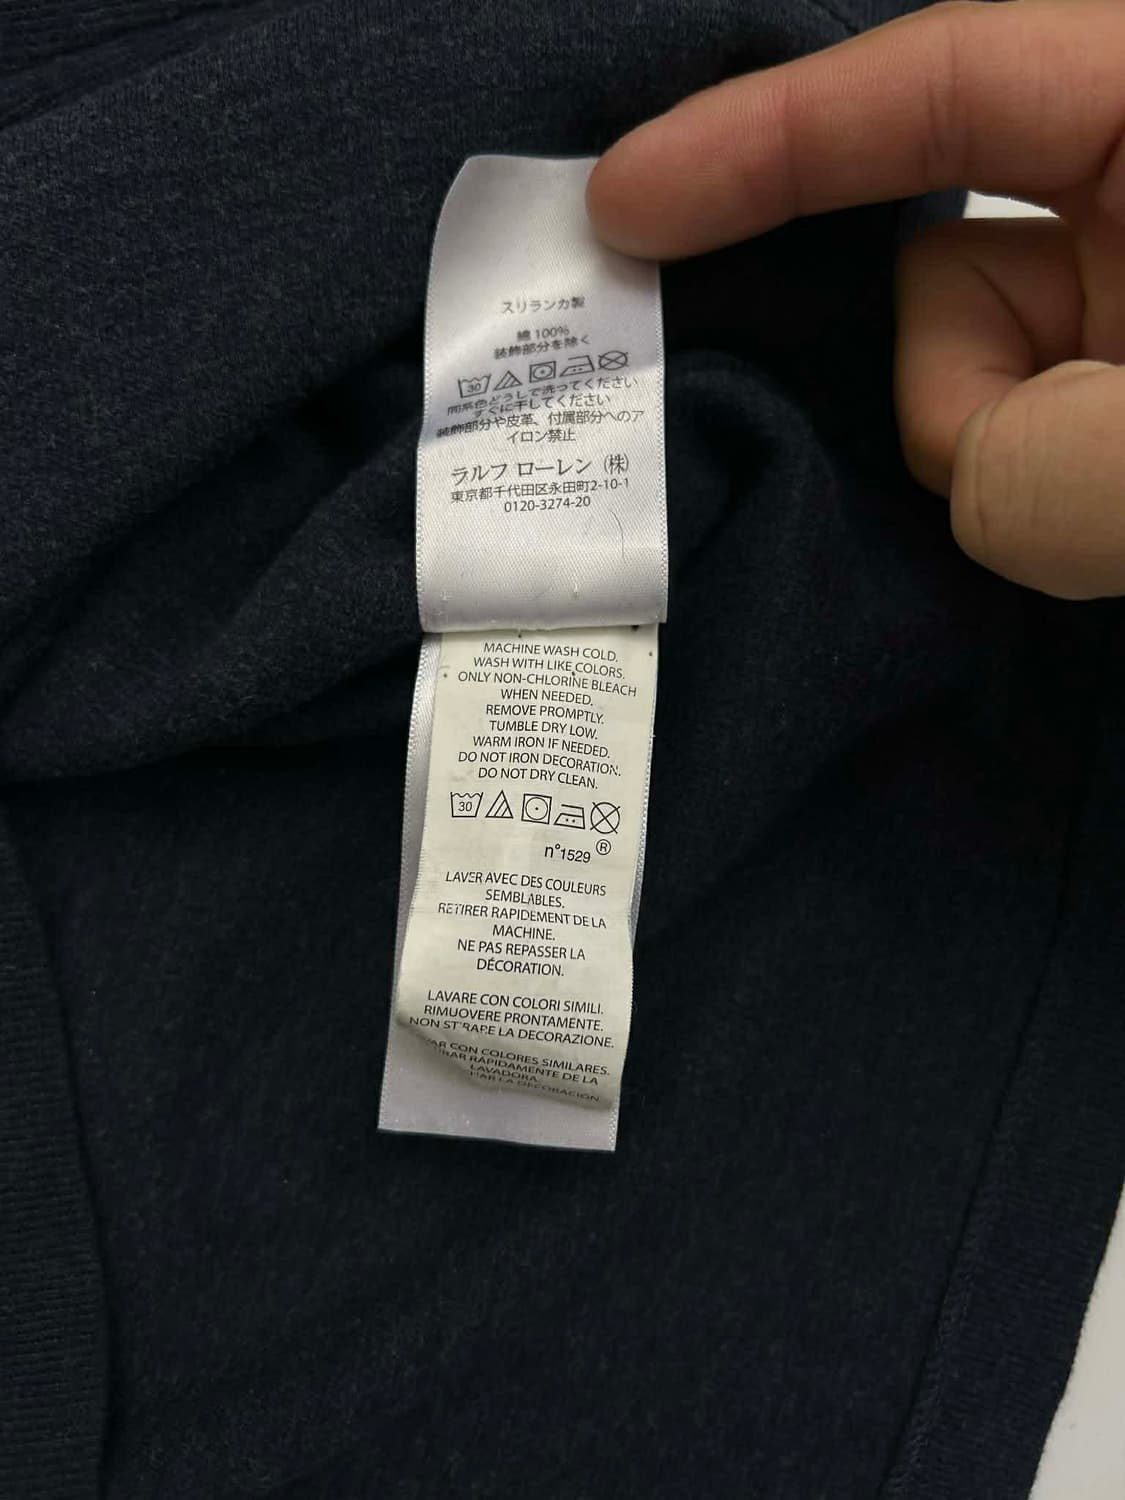 スリランカ製
綿 100%
装飾部分を除く
30
同系色どうしで洗ってください
すぐに干してください
装飾部分や皮革、付属部分へのア
イロン禁止
ラルフ ローレン (株)
東京都千代田区永田町2-10-1
0120-3274-20
MACHINE WASH COLD.
WASH WITH LIKE COLORS.
ONLY NON-CHLORINE BLEACH
WHEN NEEDED.
REMOVE PROMPTLY.
TUMBLE DRY LOW.
WARM IRON IF NEEDED.
DO NOT IRON DECORATION.
DO NOT DRY CLEAN.
30
n°1529 ®
LAVER AVEC DES COULEURS
SEMBLABLES.
RETIRER RAPIDEMENT DE LA
MACHINE.
NE PAS REPASSER LA
DÉCORATION.
LAVARE CON COLORI SIMILI.
RIMUOVERE PRONTAMENTE.
NON STIRARE LA DECORAZIONE.
CON COLORES SIMILARES.
RÁPIDAMENTE DE LA
LAVADORA.
LA DECORACIÓN